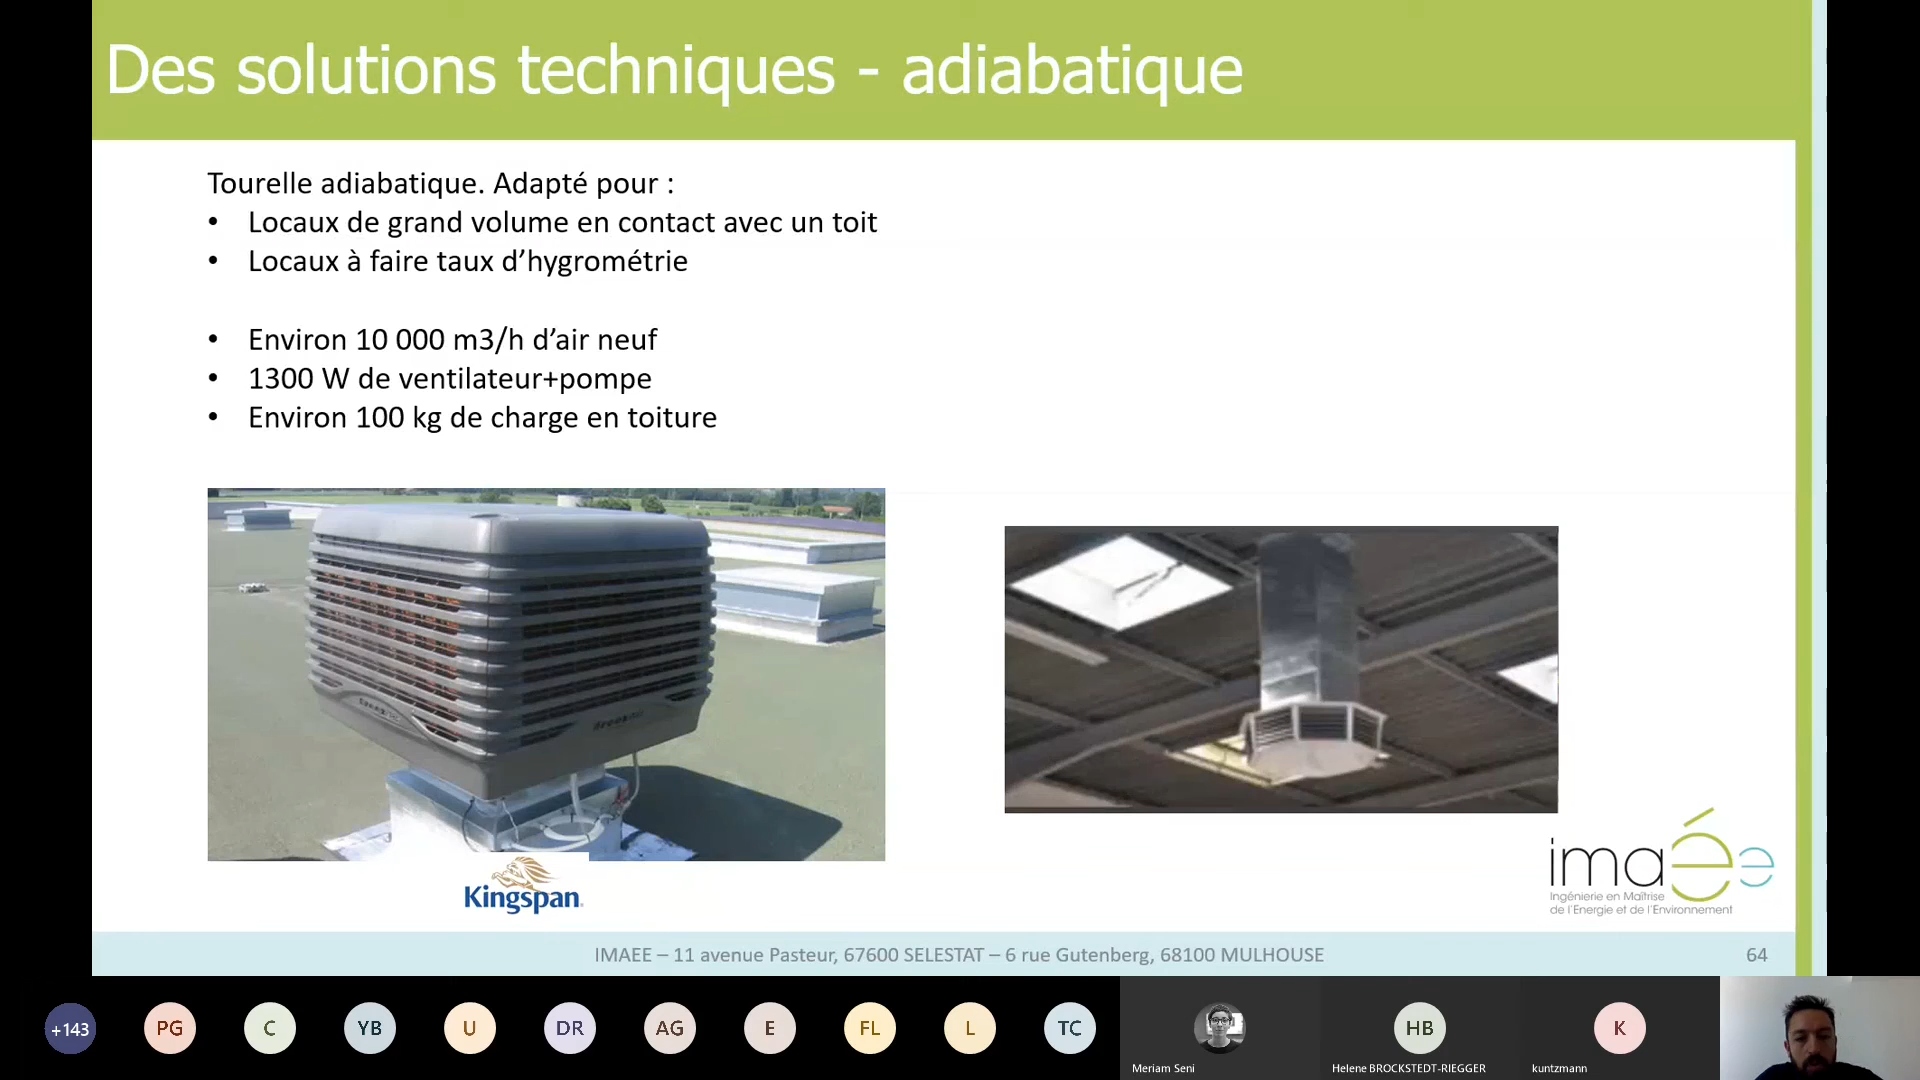 Des solutions techniques - adiabatique
Tourelle adiabatique. Adapté pour :
• Locaux de grand volume en contact avec un toit
• Locaux à faire taux d’hygrométrie
• Environ 10 000 m3/h d’air neuf
• 1300 W de ventilateur+pompe
• Environ 100 kg de charge en toiture
Kingspan
imaée
Ingénierie en Maîtrise
de l'Energie et de l'Environnement
IMAEE – 11 avenue Pasteur, 67600 SELESTAT – 6 rue Gutenberg, 68100 MULHOUSE
64
+143
PG
C
YB
U
DR
AG
E
FL
L
TC
HB
K
Meriam Seni
Helene BROCKSTEDT-RIEGGER
kuntzmann